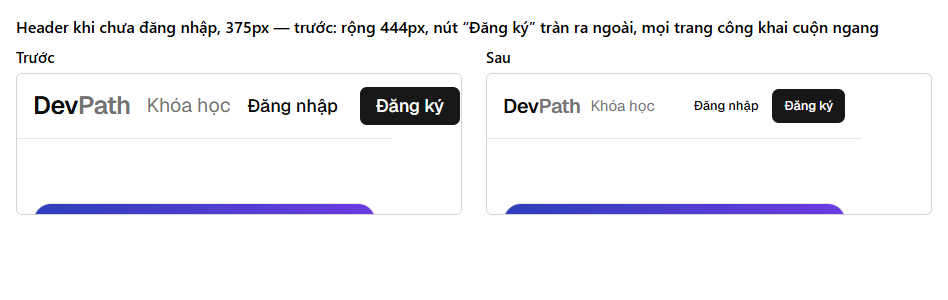 Header khi chưa đăng nhập, 375px — trước: rộng 444px, nút “Đăng ký” tràn ra ngoài, mọi trang công khai cuộn ngang
Trước
DevPath Khóa học Đăng nhập Đăng ký
Sau
DevPath Khóa học Đăng nhập Đăng ký